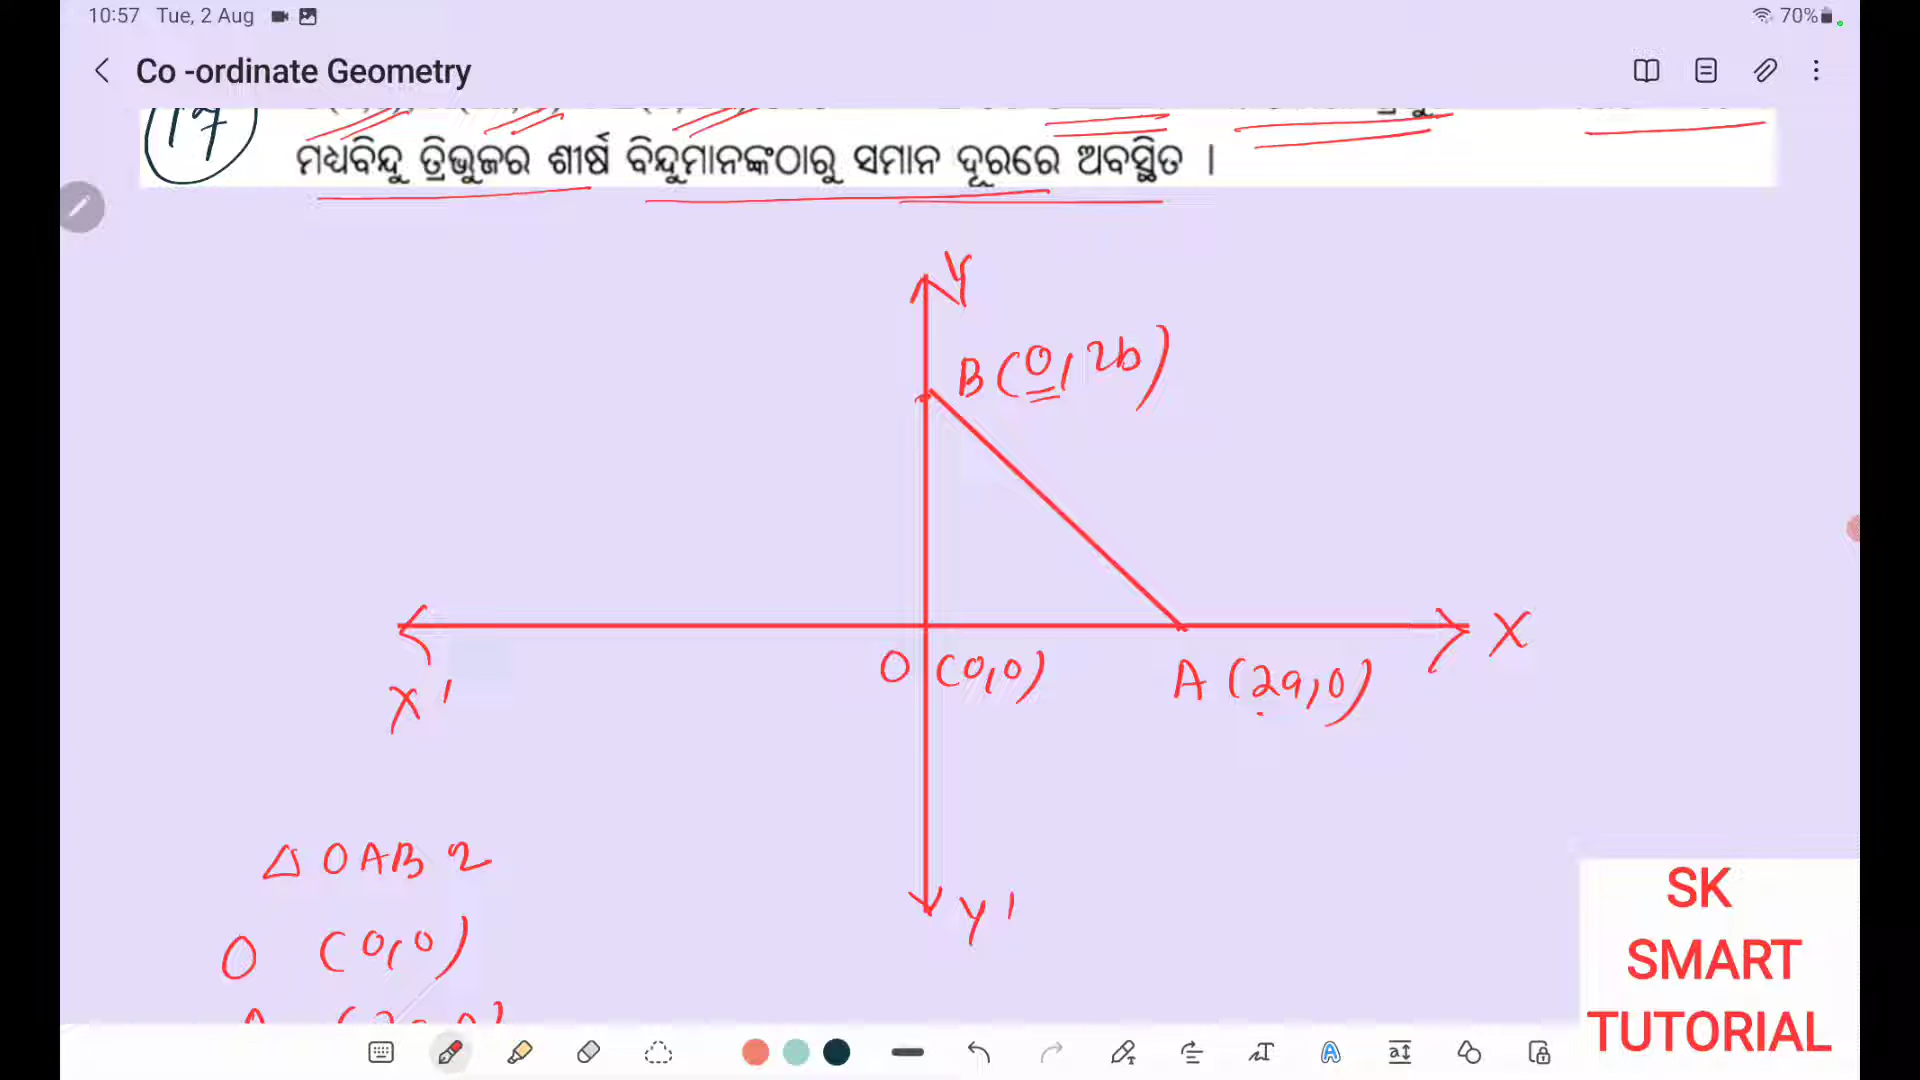 10:57 Tue, 2 Aug
70%
Co -ordinate Geometry
17
ମଧ୍ୟବିନ୍ଦୁ ତ୍ରିଭୁଜର ଶୀର୍ଷ ବିନ୍ଦୁମାନଙ୍କଠାରୁ ସମାନ ଦୂରରେ ଅବସ୍ଥିତ ।
Y
B (0, 2b)
X
O (0,0)
A (2a,0)
X'
△ OAB ର
Y'
O (0,0)
SK
SMART
TUTORIAL